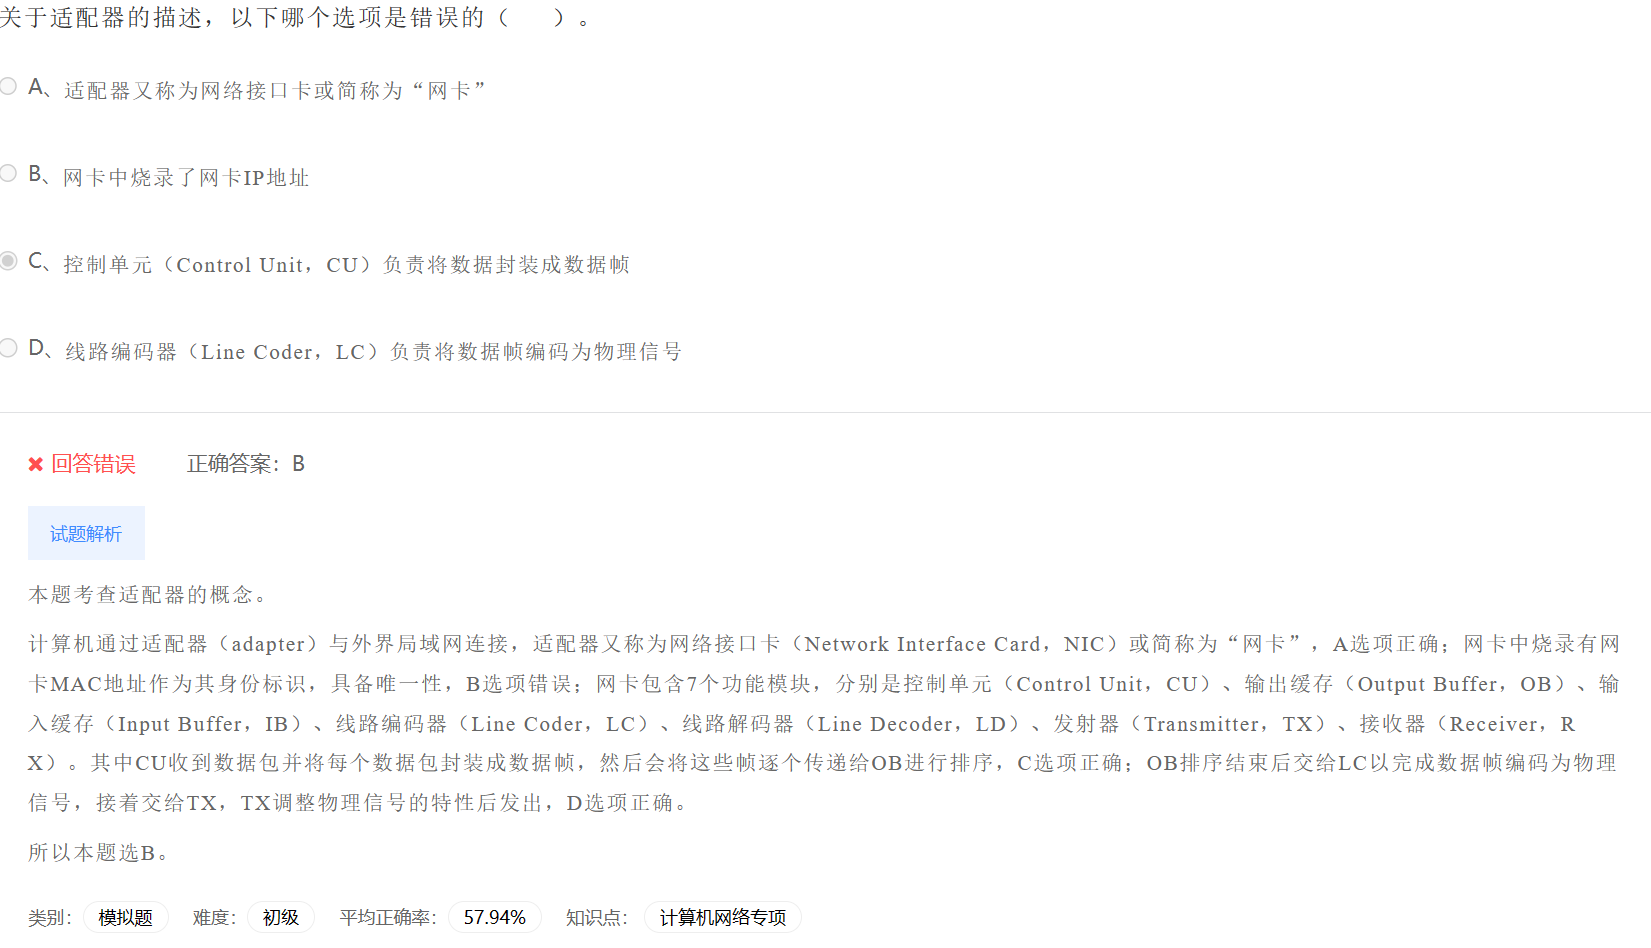 关于适配器的描述，以下哪个选项是错误的（　　）。
A、适配器又称为网络接口卡或简称为“网卡”
B、网卡中烧录了网卡IP地址
C、控制单元（Control Unit，CU）负责将数据封装成数据帧
D、线路编码器（Line Coder，LC）负责将数据帧编码为物理信号
回答错误　正确答案：B
试题解析
本题考查适配器的概念。
计算机通过适配器（adapter）与外界局域网连接，适配器又称为网络接口卡（Network Interface Card，NIC）或简称为“网卡”，A选项正确；网卡中烧录有网
卡MAC地址作为其身份标识，具备唯一性，B选项错误；网卡包含7个功能模块，分别是控制单元（Control Unit，CU）、输出缓存（Output Buffer，OB）、输
入缓存（Input Buffer，IB）、线路编码器（Line Coder，LC）、线路解码器（Line Decoder，LD）、发射器（Transmitter，TX）、接收器（Receiver，R
X）。其中CU收到数据包并将每个数据包封装成数据帧，然后会将这些帧逐个传递给OB进行排序，C选项正确；OB排序结束后交给LC以完成数据帧编码为物理
信号，接着交给TX，TX调整物理信号的特性后发出，D选项正确。
所以本题选B。
类别：　模拟题　难度：　初级　平均正确率：　57.94%　知识点：　计算机网络专项